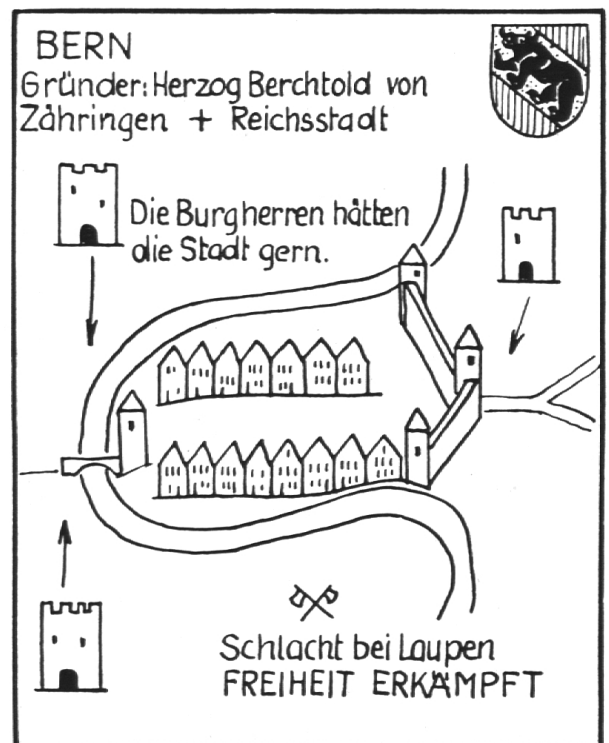 BERN
Gründer: Herzog Berchtold von
Zähringen + Reichsstadt
Die Burgherren hätten
die Stadt gern.
Schlacht bei Laupen
FREIHEIT ERKÄMPFT